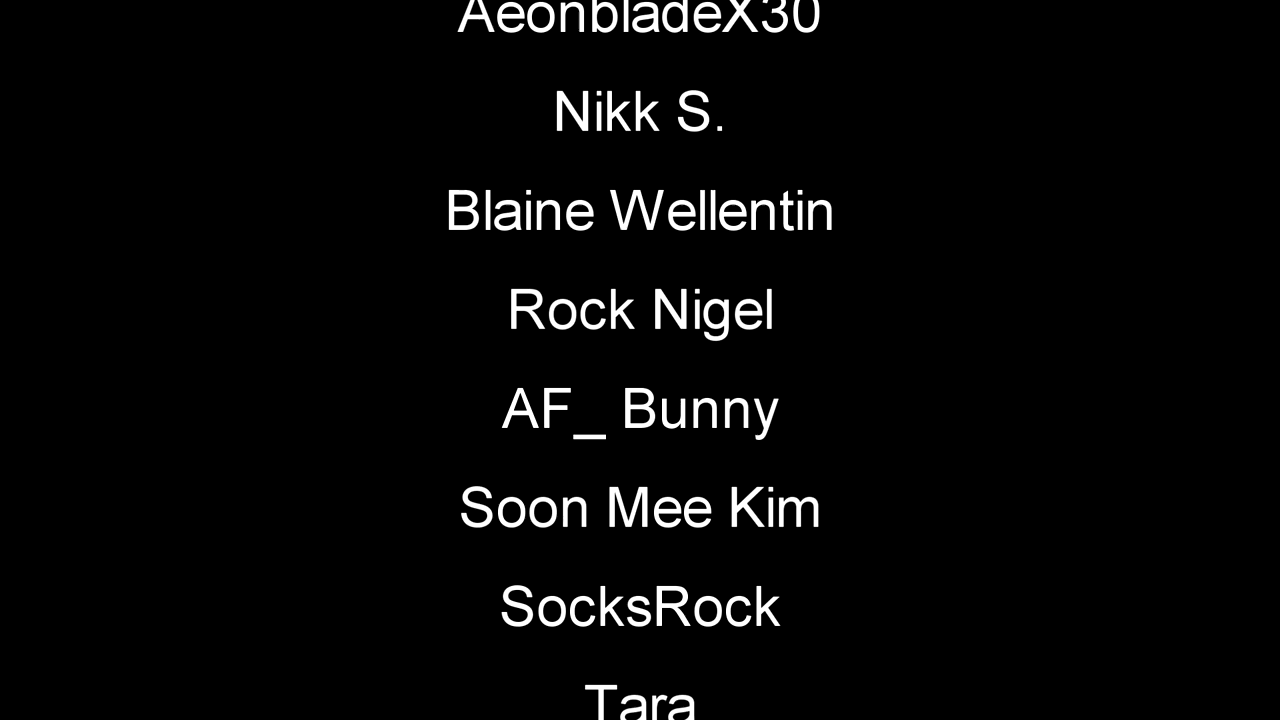 AeonbladeX30
Nikk S.
Blaine Wellentin
Rock Nigel
AF_ Bunny
Soon Mee Kim
SocksRock
Tara